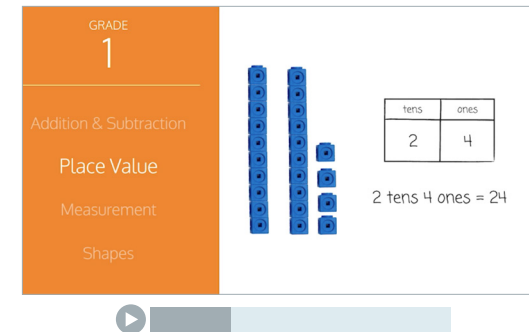 GRADE
1
Addition & Subtraction
Place Value
Measurement
Shapes
tens ones
2 4
2 tens 4 ones = 24